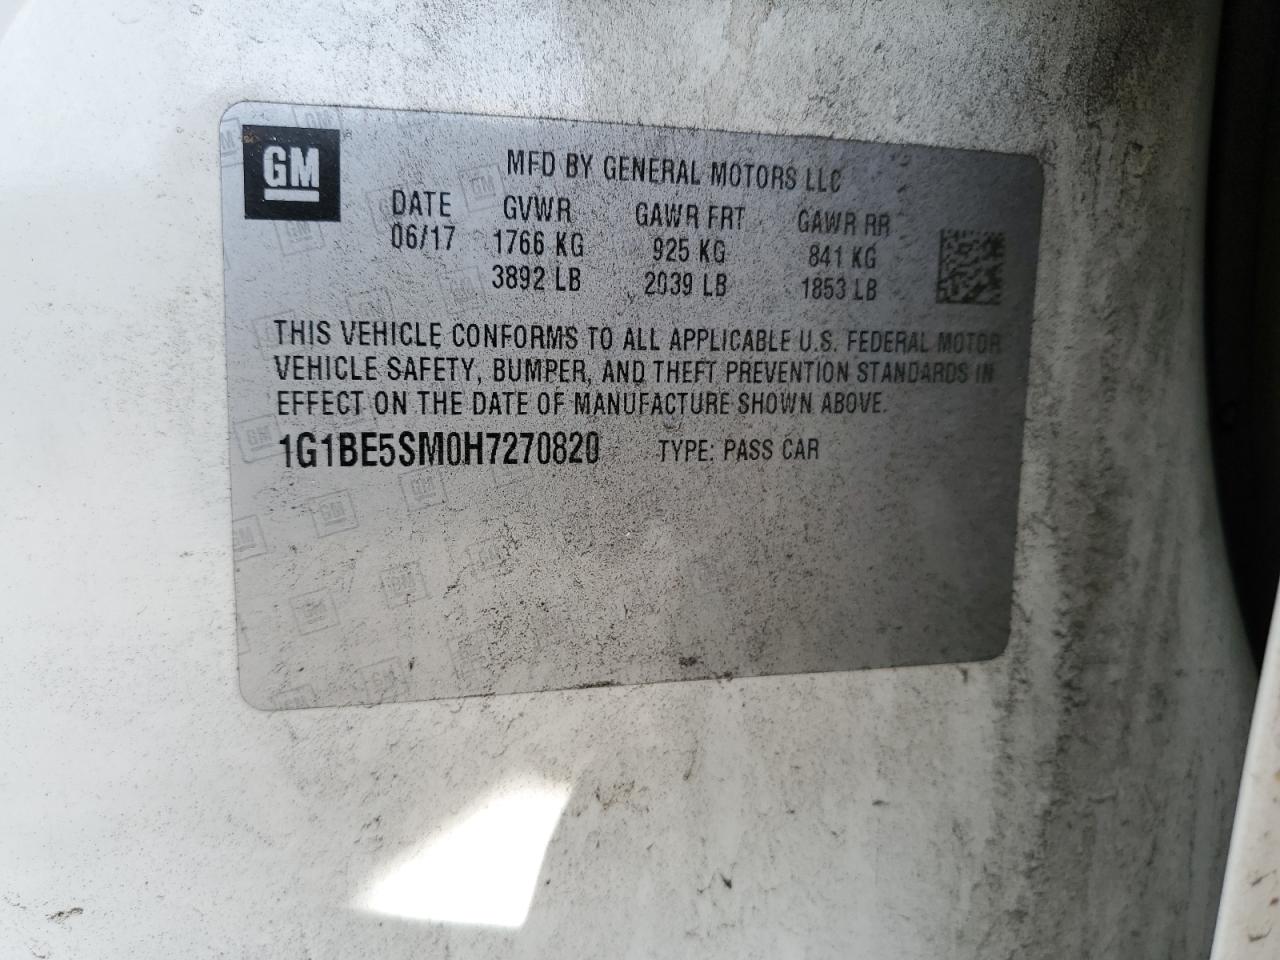 GM
MFD BY GENERAL MOTORS LLC
DATE GVWR GAWR FRT GAWR RR
06/17 1766 KG 925 KG 841 KG
3892 LB 2039 LB 1853 LB
THIS VEHICLE CONFORMS TO ALL APPLICABLE U.S. FEDERAL MOTOR
VEHICLE SAFETY, BUMPER, AND THEFT PREVENTION STANDARDS IN
EFFECT ON THE DATE OF MANUFACTURE SHOWN ABOVE.
1G1BE5SM0H7270820 TYPE: PASS CAR